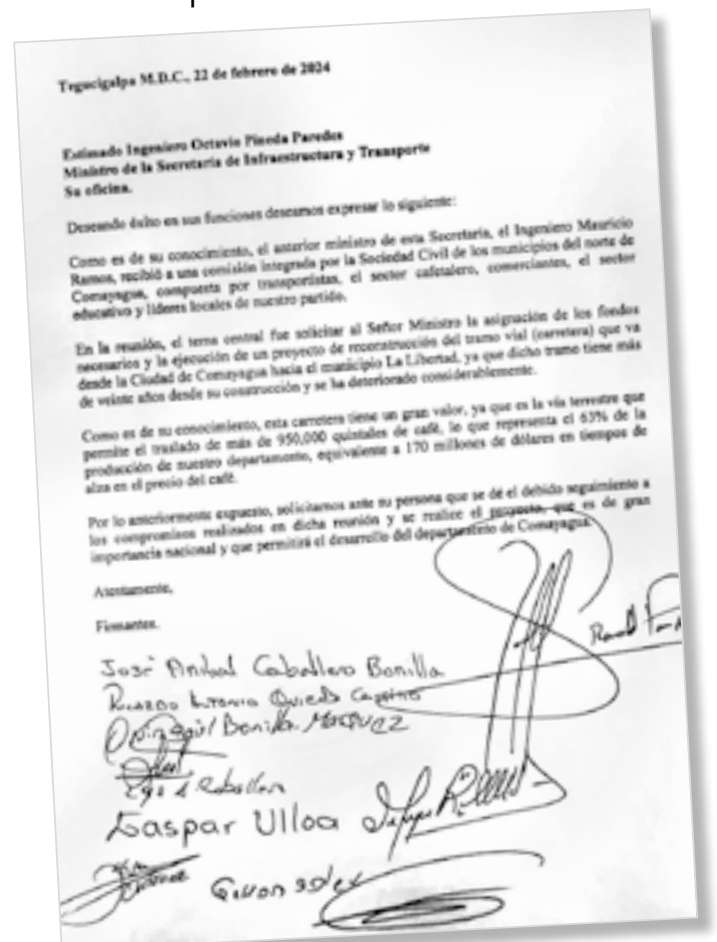 Tegucigalpa M.D.C., 22 de febrero de 2024
Estimado Ingeniero Octavio Pineda Paredes
Ministro de la Secretaría de Infraestructura y Transporte
Su oficina.
Deseando éxito en sus funciones deseamos expresar lo siguiente:
Como es de su conocimiento, el anterior ministro de esta Secretaría, el Ingeniero Mauricio
Ramos, recibió a una comisión integrada por la Sociedad Civil de los municipios del norte de
Comayagua, compuesta por transportistas, el sector cafetalero, comerciantes, el sector
educativo y líderes locales de nuestro partido.
En la reunión, el tema central fue solicitar al Señor Ministro la asignación de los fondos
necesarios y la ejecución de un proyecto de reconstrucción del tramo vial (carretera) que va
desde la Ciudad de Comayagua hacia el municipio La Libertad, ya que dicho tramo tiene más
de veinte años desde su construcción y se ha deteriorado considerablemente.
Como es de su conocimiento, esta carretera tiene un gran valor, ya que es la vía terrestre que
permite el traslado de más de 950,000 quintales de café, lo que representa el 63% de la
producción de nuestro departamento, equivalente a 170 millones de dólares en tiempos de
alza en el precio del café.
Por lo anteriormente expuesto, solicitamos ante su persona que se dé el debido seguimiento a
los compromisos realizados en dicha reunión y se realice el proyecto, que es de gran
importancia nacional y que permitirá el desarrollo del departamento de Comayagua.
Atentamente,
Firmantes.
José Anibal Caballero Bonilla
Ricardo Antonio Oviedo
Bonilla
Gaspar Ulloa